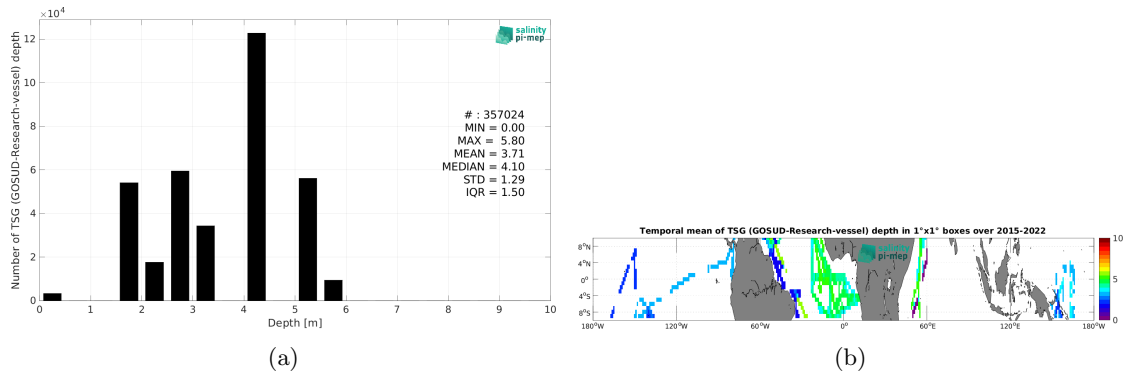 ×10⁴
12
10
8
6
4
2
0
Number of TSG (GOSUD-Research-vessel) depth
salinity
pi-mep
# : 357024
MIN = 0.00
MAX = 5.80
MEAN = 3.71
MEDIAN = 4.10
STD = 1.29
IQR = 1.50
0 1 2 3 4 5 6 7 8 9 10
Depth [m]
(a)
Temporal mean of TSG (GOSUD-Research-vessel) depth in 1°x1° boxes over 2015-2022
salinity
pi-mep
8°N
4°N
0°
4°S
8°S
180°W 120°W 60°W 0° 60°E 120°E 180°W
10
5
0
(b)